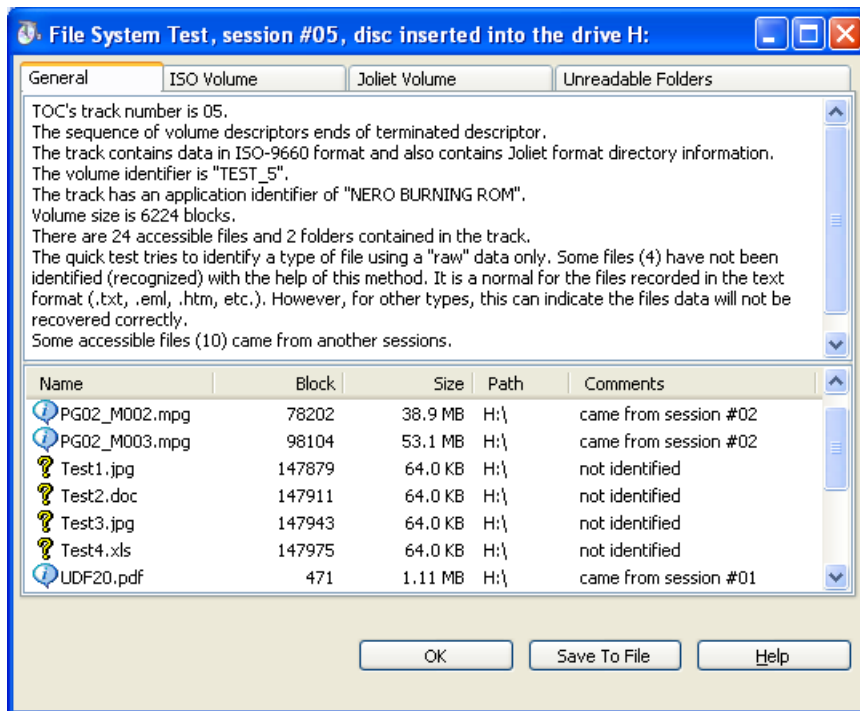 File System Test, session #05, disc inserted into the drive H:
General ISO Volume Joliet Volume Unreadable Folders
TOC's track number is 05.
The sequence of volume descriptors ends of terminated descriptor.
The track contains data in ISO-9660 format and also contains Joliet format directory information.
The volume identifier is "TEST_5".
The track has an application identifier of "NERO BURNING ROM".
Volume size is 6224 blocks.
There are 24 accessible files and 2 folders contained in the track.
The quick test tries to identify a type of file using a "raw" data only. Some files (4) have not been
identified (recognized) with the help of this method. It is a normal for the files recorded in the text
format (.txt, .eml, .htm, etc.). However, for other types, this can indicate the files data will not be
recovered correctly.
Some accessible files (10) came from another sessions.
Name Block Size Path Comments
PG02_M002.mpg 78202 38.9 MB H:\ came from session #02
PG02_M003.mpg 98104 53.1 MB H:\ came from session #02
Test1.jpg 147879 64.0 KB H:\ not identified
Test2.doc 147911 64.0 KB H:\ not identified
Test3.jpg 147943 64.0 KB H:\ not identified
Test4.xls 147975 64.0 KB H:\ not identified
UDF20.pdf 471 1.11 MB H:\ came from session #01
OK Save To File Help